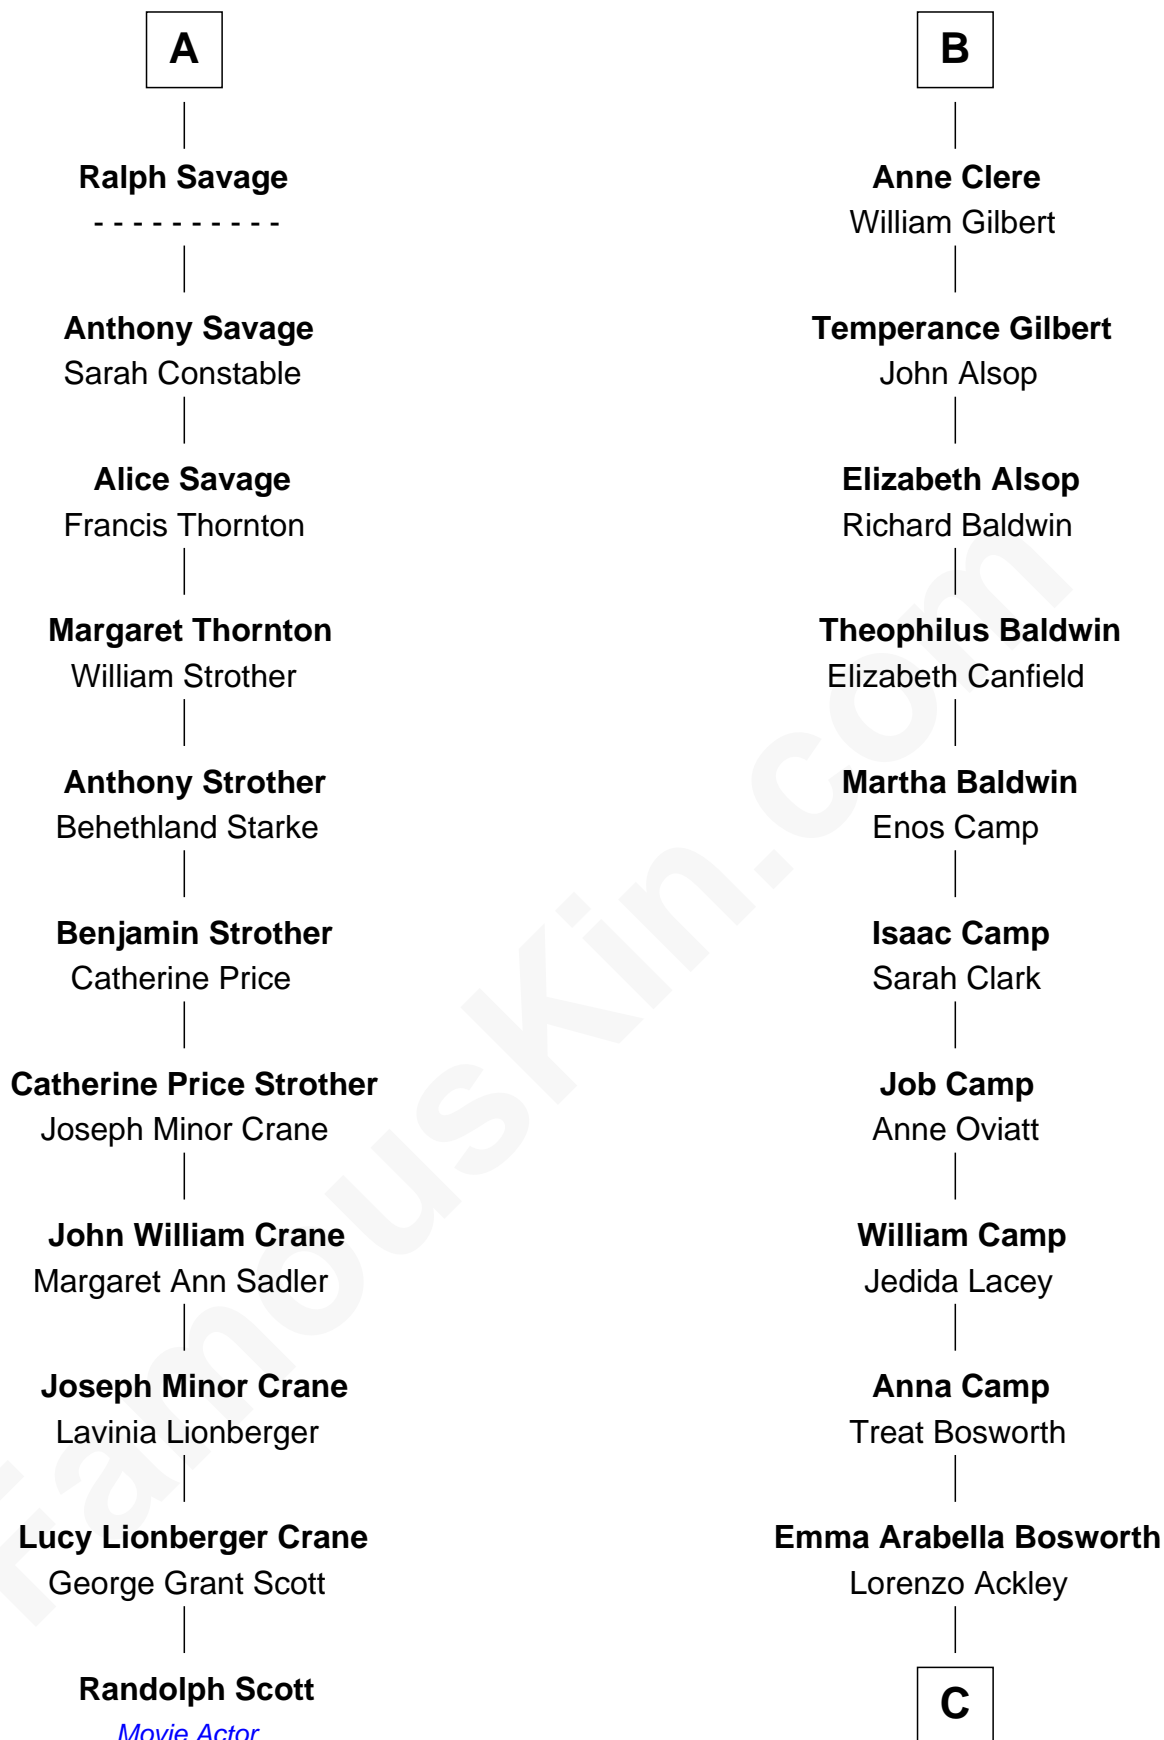 A
Ralph Savage
- - - - - - - - - -
Anthony Savage
Sarah Constable
Alice Savage
Francis Thornton
Margaret Thornton
William Strother
Anthony Strother
Behethland Starke
Benjamin Strother
Catherine Price
Catherine Price Strother
Joseph Minor Crane
John William Crane
Margaret Ann Sadler
Joseph Minor Crane
Lavinia Lionberger
Lucy Lionberger Crane
George Grant Scott
Randolph Scott
Movie Actor
B
Anne Clere
William Gilbert
Temperance Gilbert
John Alsop
Elizabeth Alsop
Richard Baldwin
Theophilus Baldwin
Elizabeth Canfield
Martha Baldwin
Enos Camp
Isaac Camp
Sarah Clark
Job Camp
Anne Oviatt
William Camp
Jedida Lacey
Anna Camp
Treat Bosworth
Emma Arabella Bosworth
Lorenzo Ackley
C
FamousKin.com